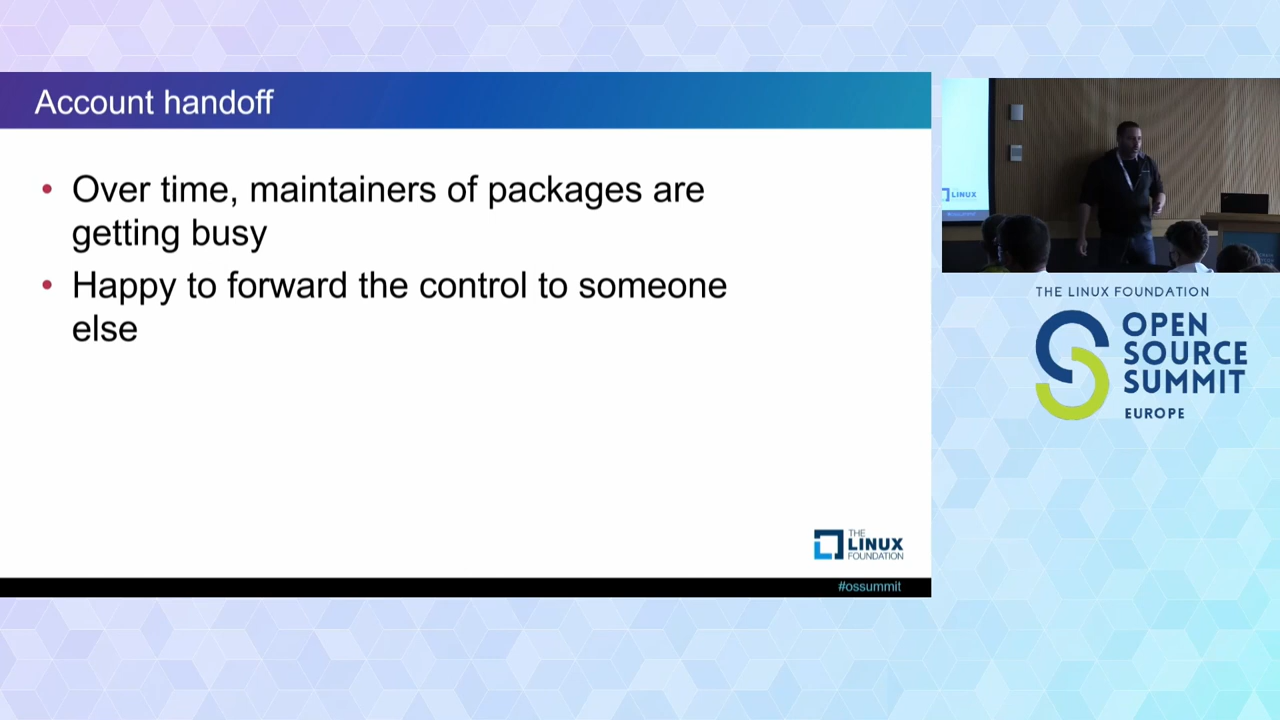 Account handoff
• Over time, maintainers of packages are
getting busy
• Happy to forward the control to someone
else
THE
LINUX
FOUNDATION
#ossummit
LINUX
THE LINUX FOUNDATION
OPEN
SOURCE
SUMMIT
EUROPE